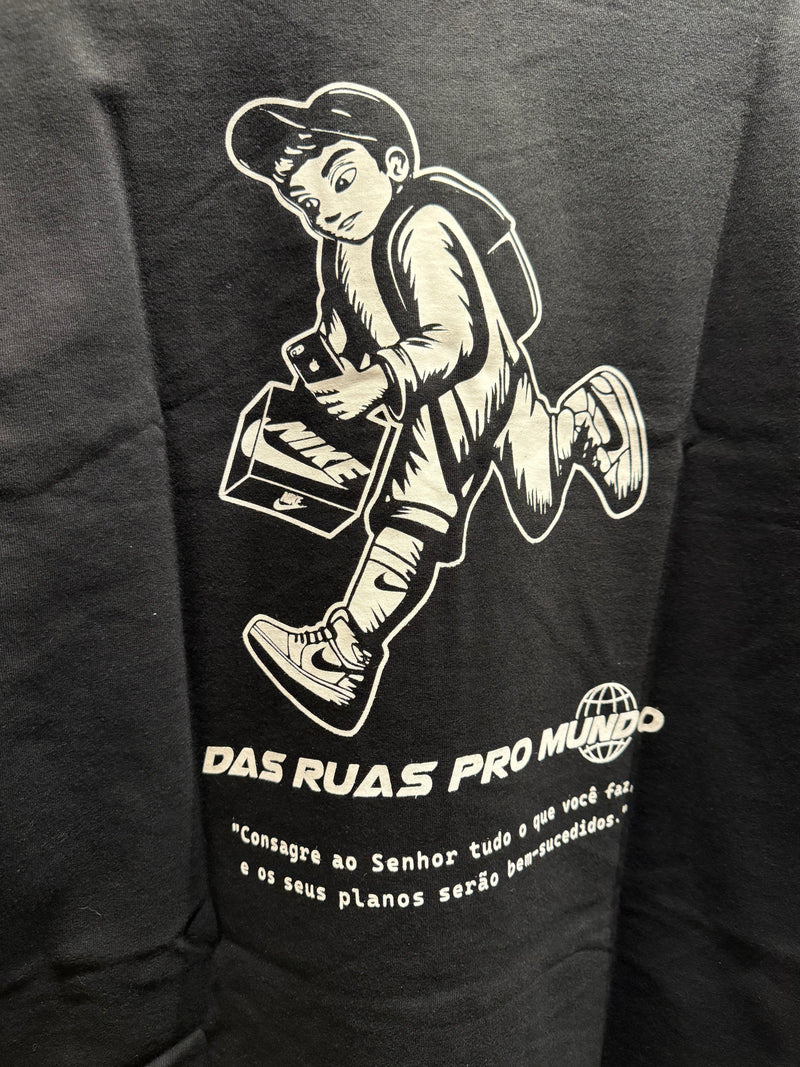 NIKE
NIKE
DAS RUAS PRO MUNDO
"Consagre ao Senhor tudo o que você faz,
e os seus planos serão bem-sucedidos."